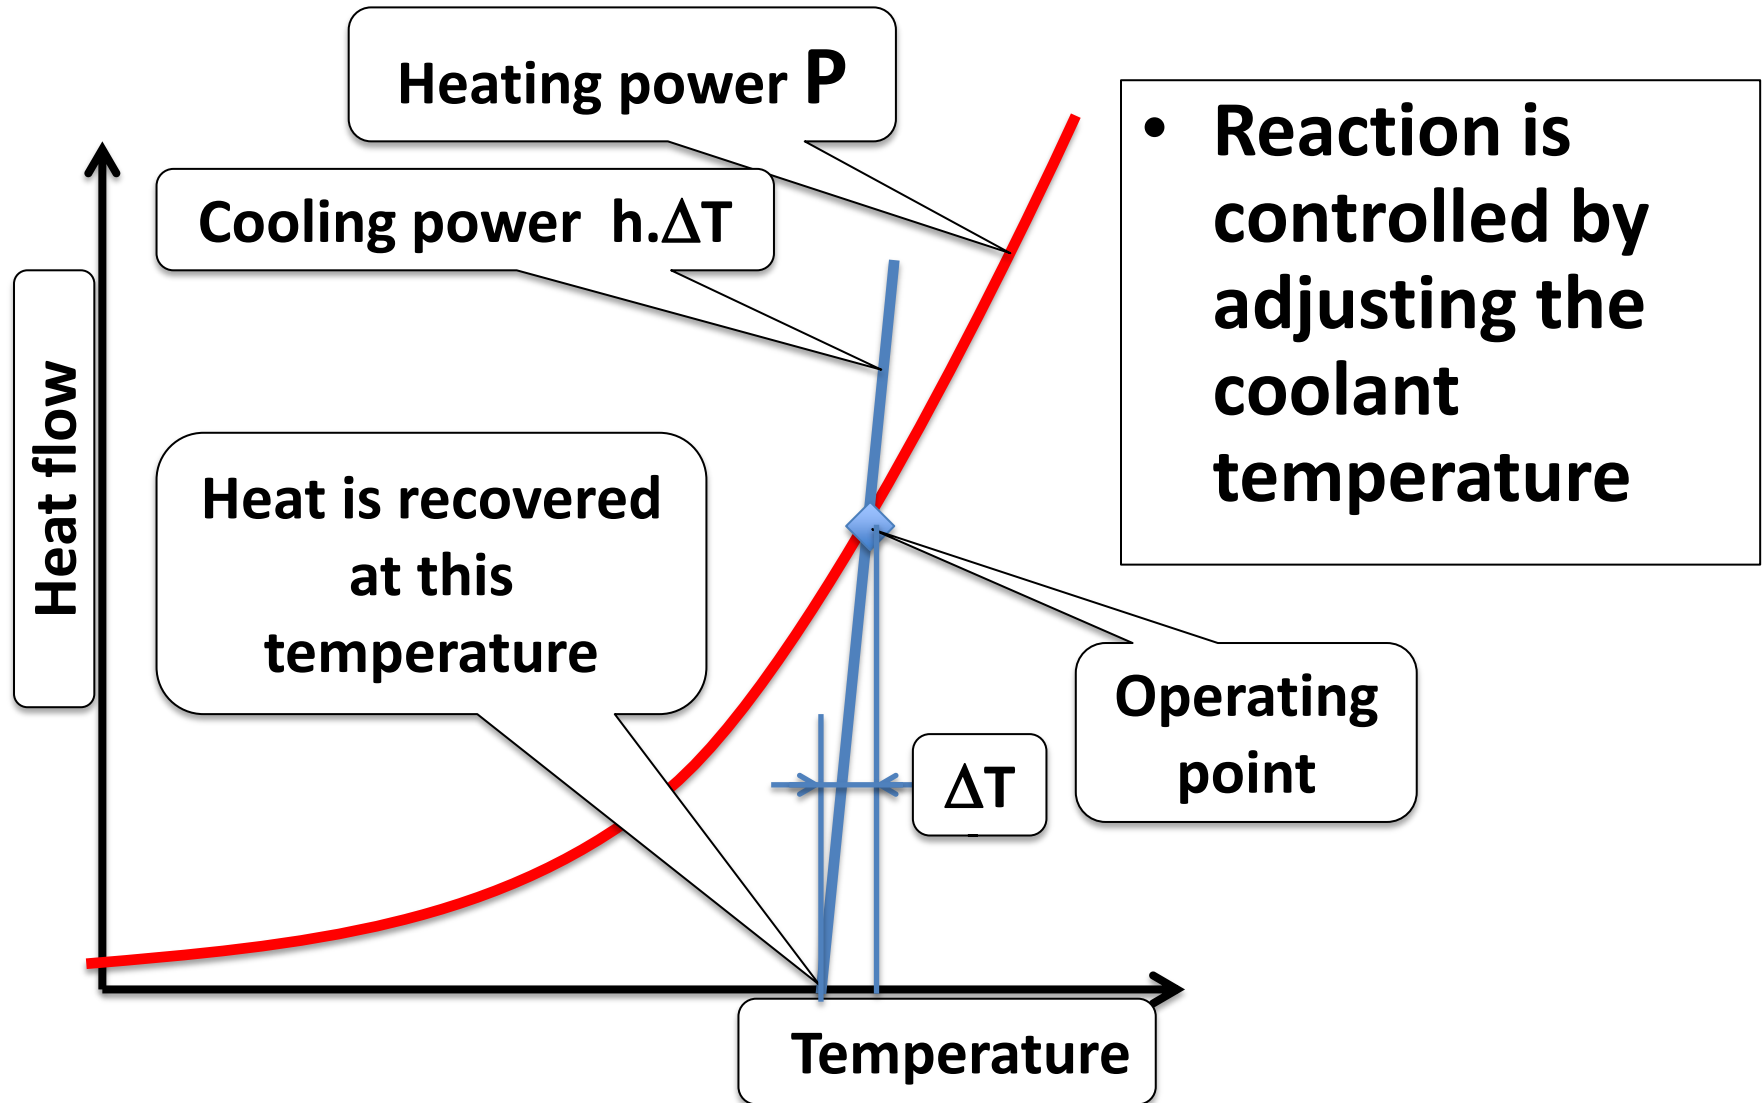 Heating power P
Cooling power h.ΔT
• Reaction is
controlled by
adjusting the
coolant
temperature
Heat flow
Heat is recovered
at this
temperature
Operating
point
ΔT
Temperature